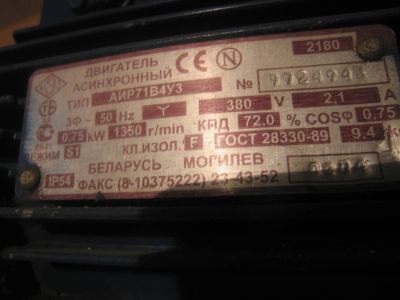 ДВИГАТЕЛЬ CE N 2180
АСИНХРОННЫЙ
ТИП АИР71В4У3 №
3Ф~ 50 Hz Y 380 V 2.1 A
0,75 kW 1350 r/min КПД 72.0 % COSφ 0,75
РЕЖИМ S1 КЛ.ИЗОЛ. F ГОСТ 28330-89 9,4
БЕЛАРУСЬ МОГИЛЕВ
IP54 ФАКС (8-10375222) 23-43-52